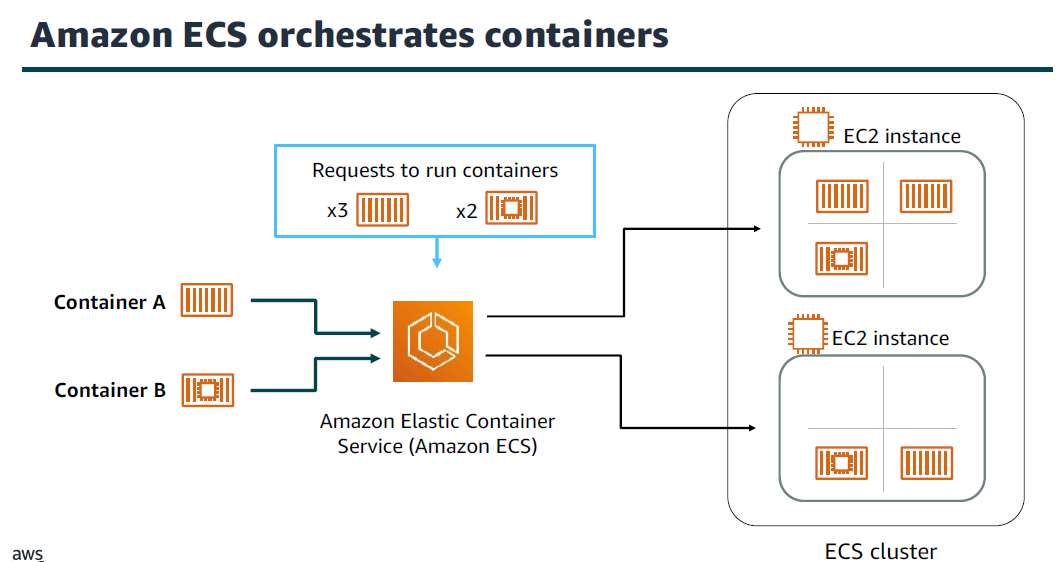 Amazon ECS orchestrates containers
EC2 instance
Requests to run containers
x3
x2
Container A
EC2 instance
Container B
Amazon Elastic Container
Service (Amazon ECS)
ECS cluster
aws